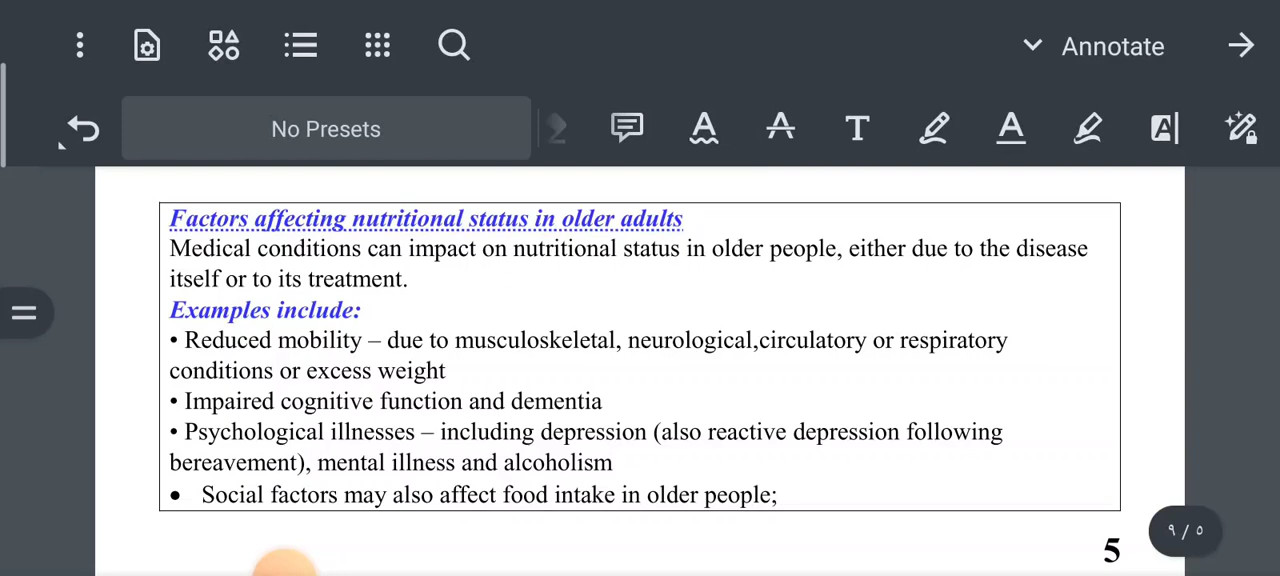 Annotate
No Presets
T
Factors affecting nutritional status in older adults
Medical conditions can impact on nutritional status in older people, either due to the disease
itself or to its treatment.
Examples include:
• Reduced mobility – due to musculoskeletal, neurological,circulatory or respiratory
conditions or excess weight
• Impaired cognitive function and dementia
• Psychological illnesses – including depression (also reactive depression following
bereavement), mental illness and alcoholism
• Social factors may also affect food intake in older people;
5
٩ / ٥